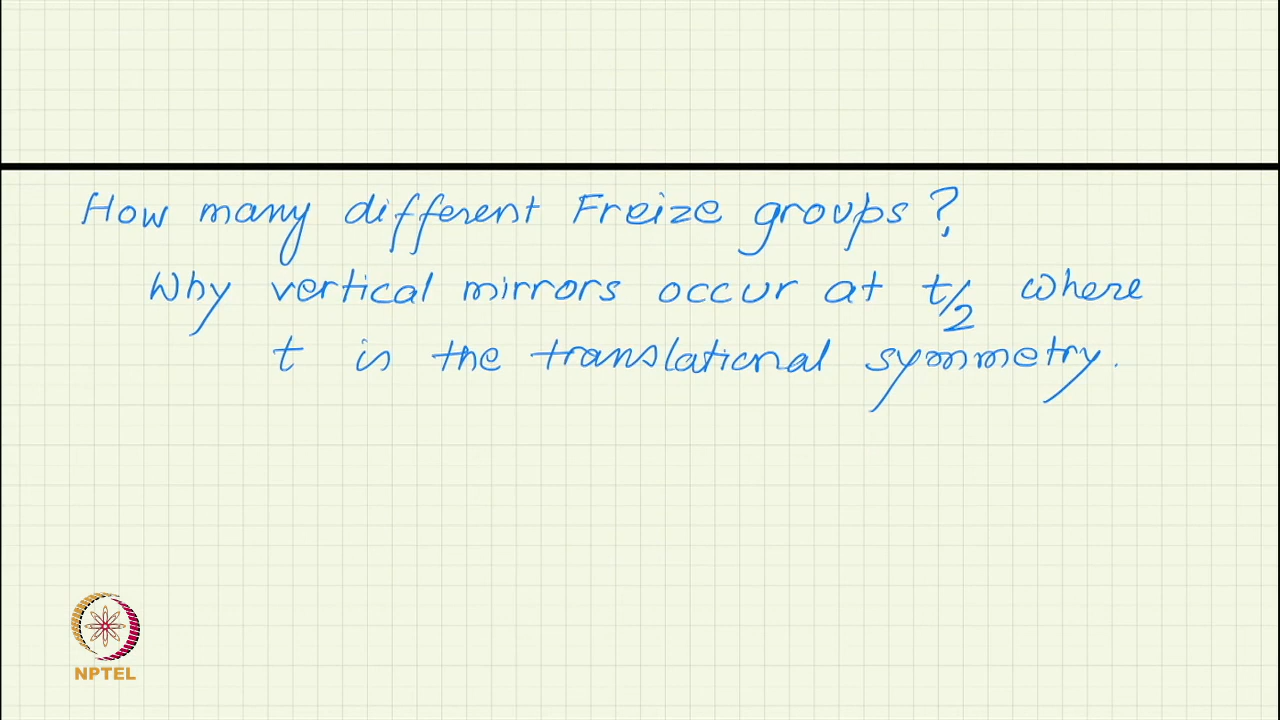 How many different Freize groups?
Why vertical mirrors occur at t/2 where
t is the translational symmetry.
NPTEL